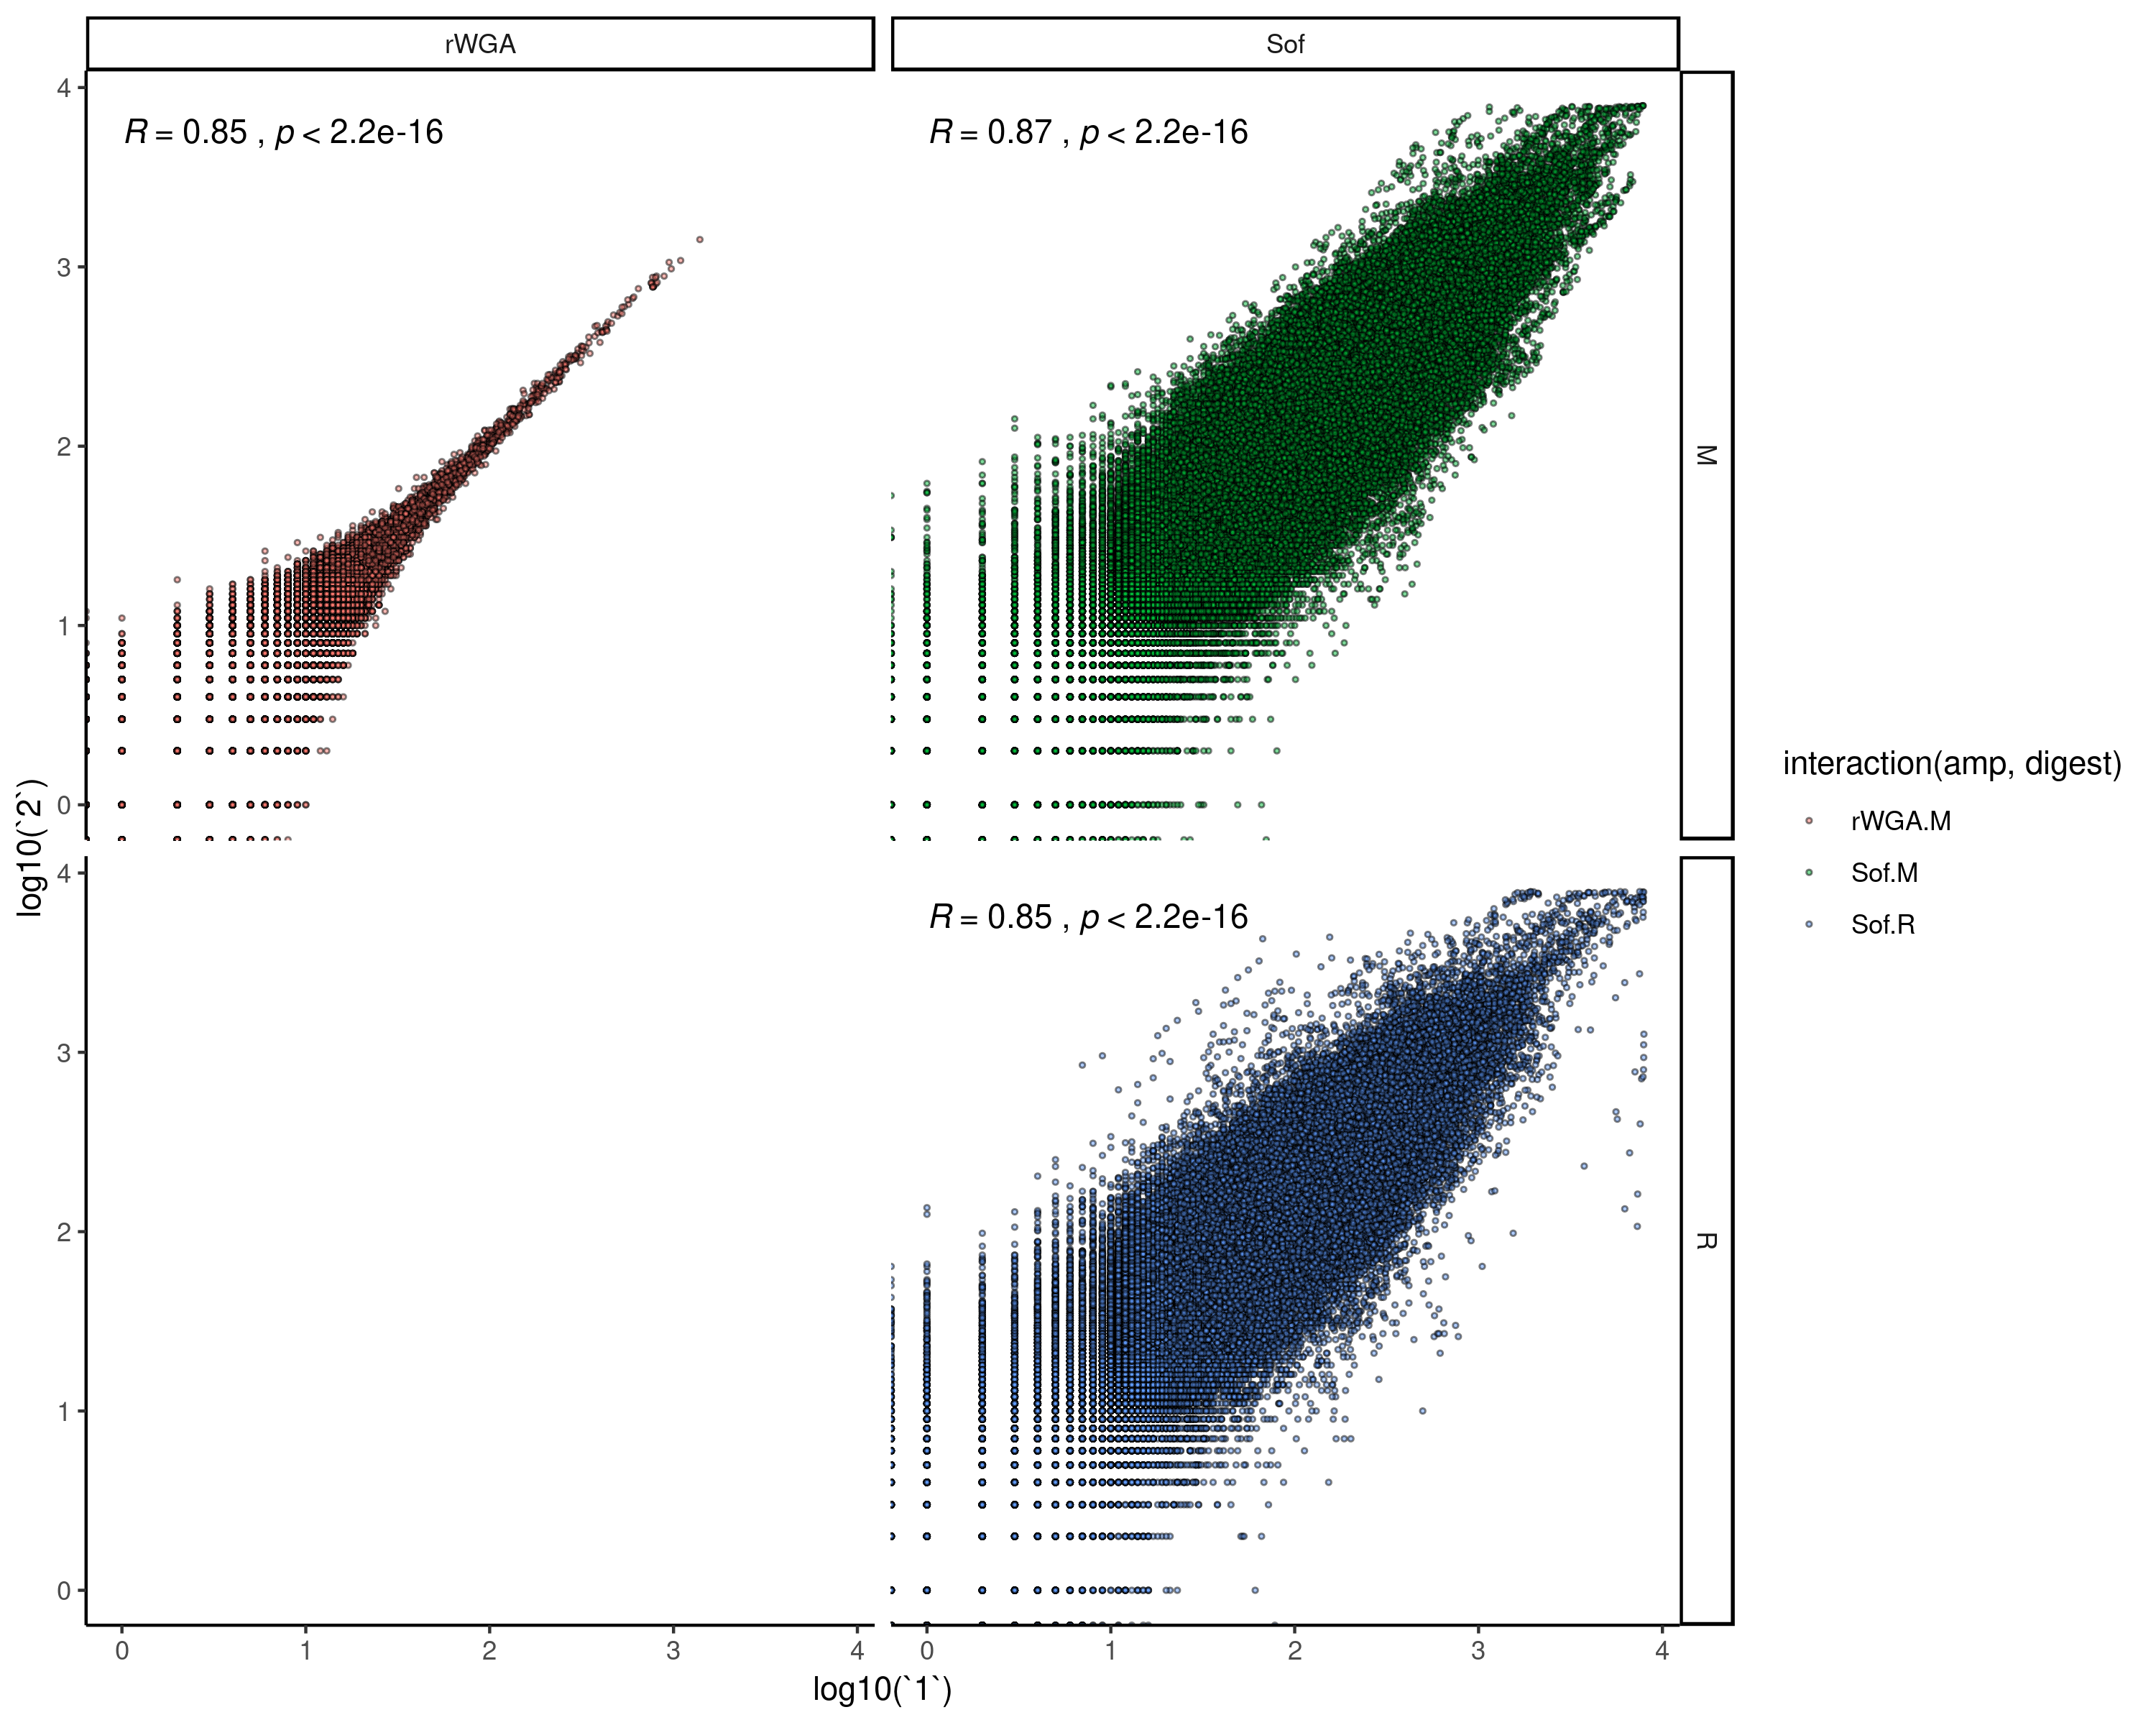 rWGA
Sof
R = 0.85 , p < 2.2e-16
R = 0.87 , p < 2.2e-16
M
4
3
2
1
0
R = 0.85 , p < 2.2e-16
R
4
3
2
1
0
0 1 2 3 4
0 1 2 3 4
log10(`1`)
log10(`2`)
interaction(amp, digest)
rWGA.M
Sof.M
Sof.R